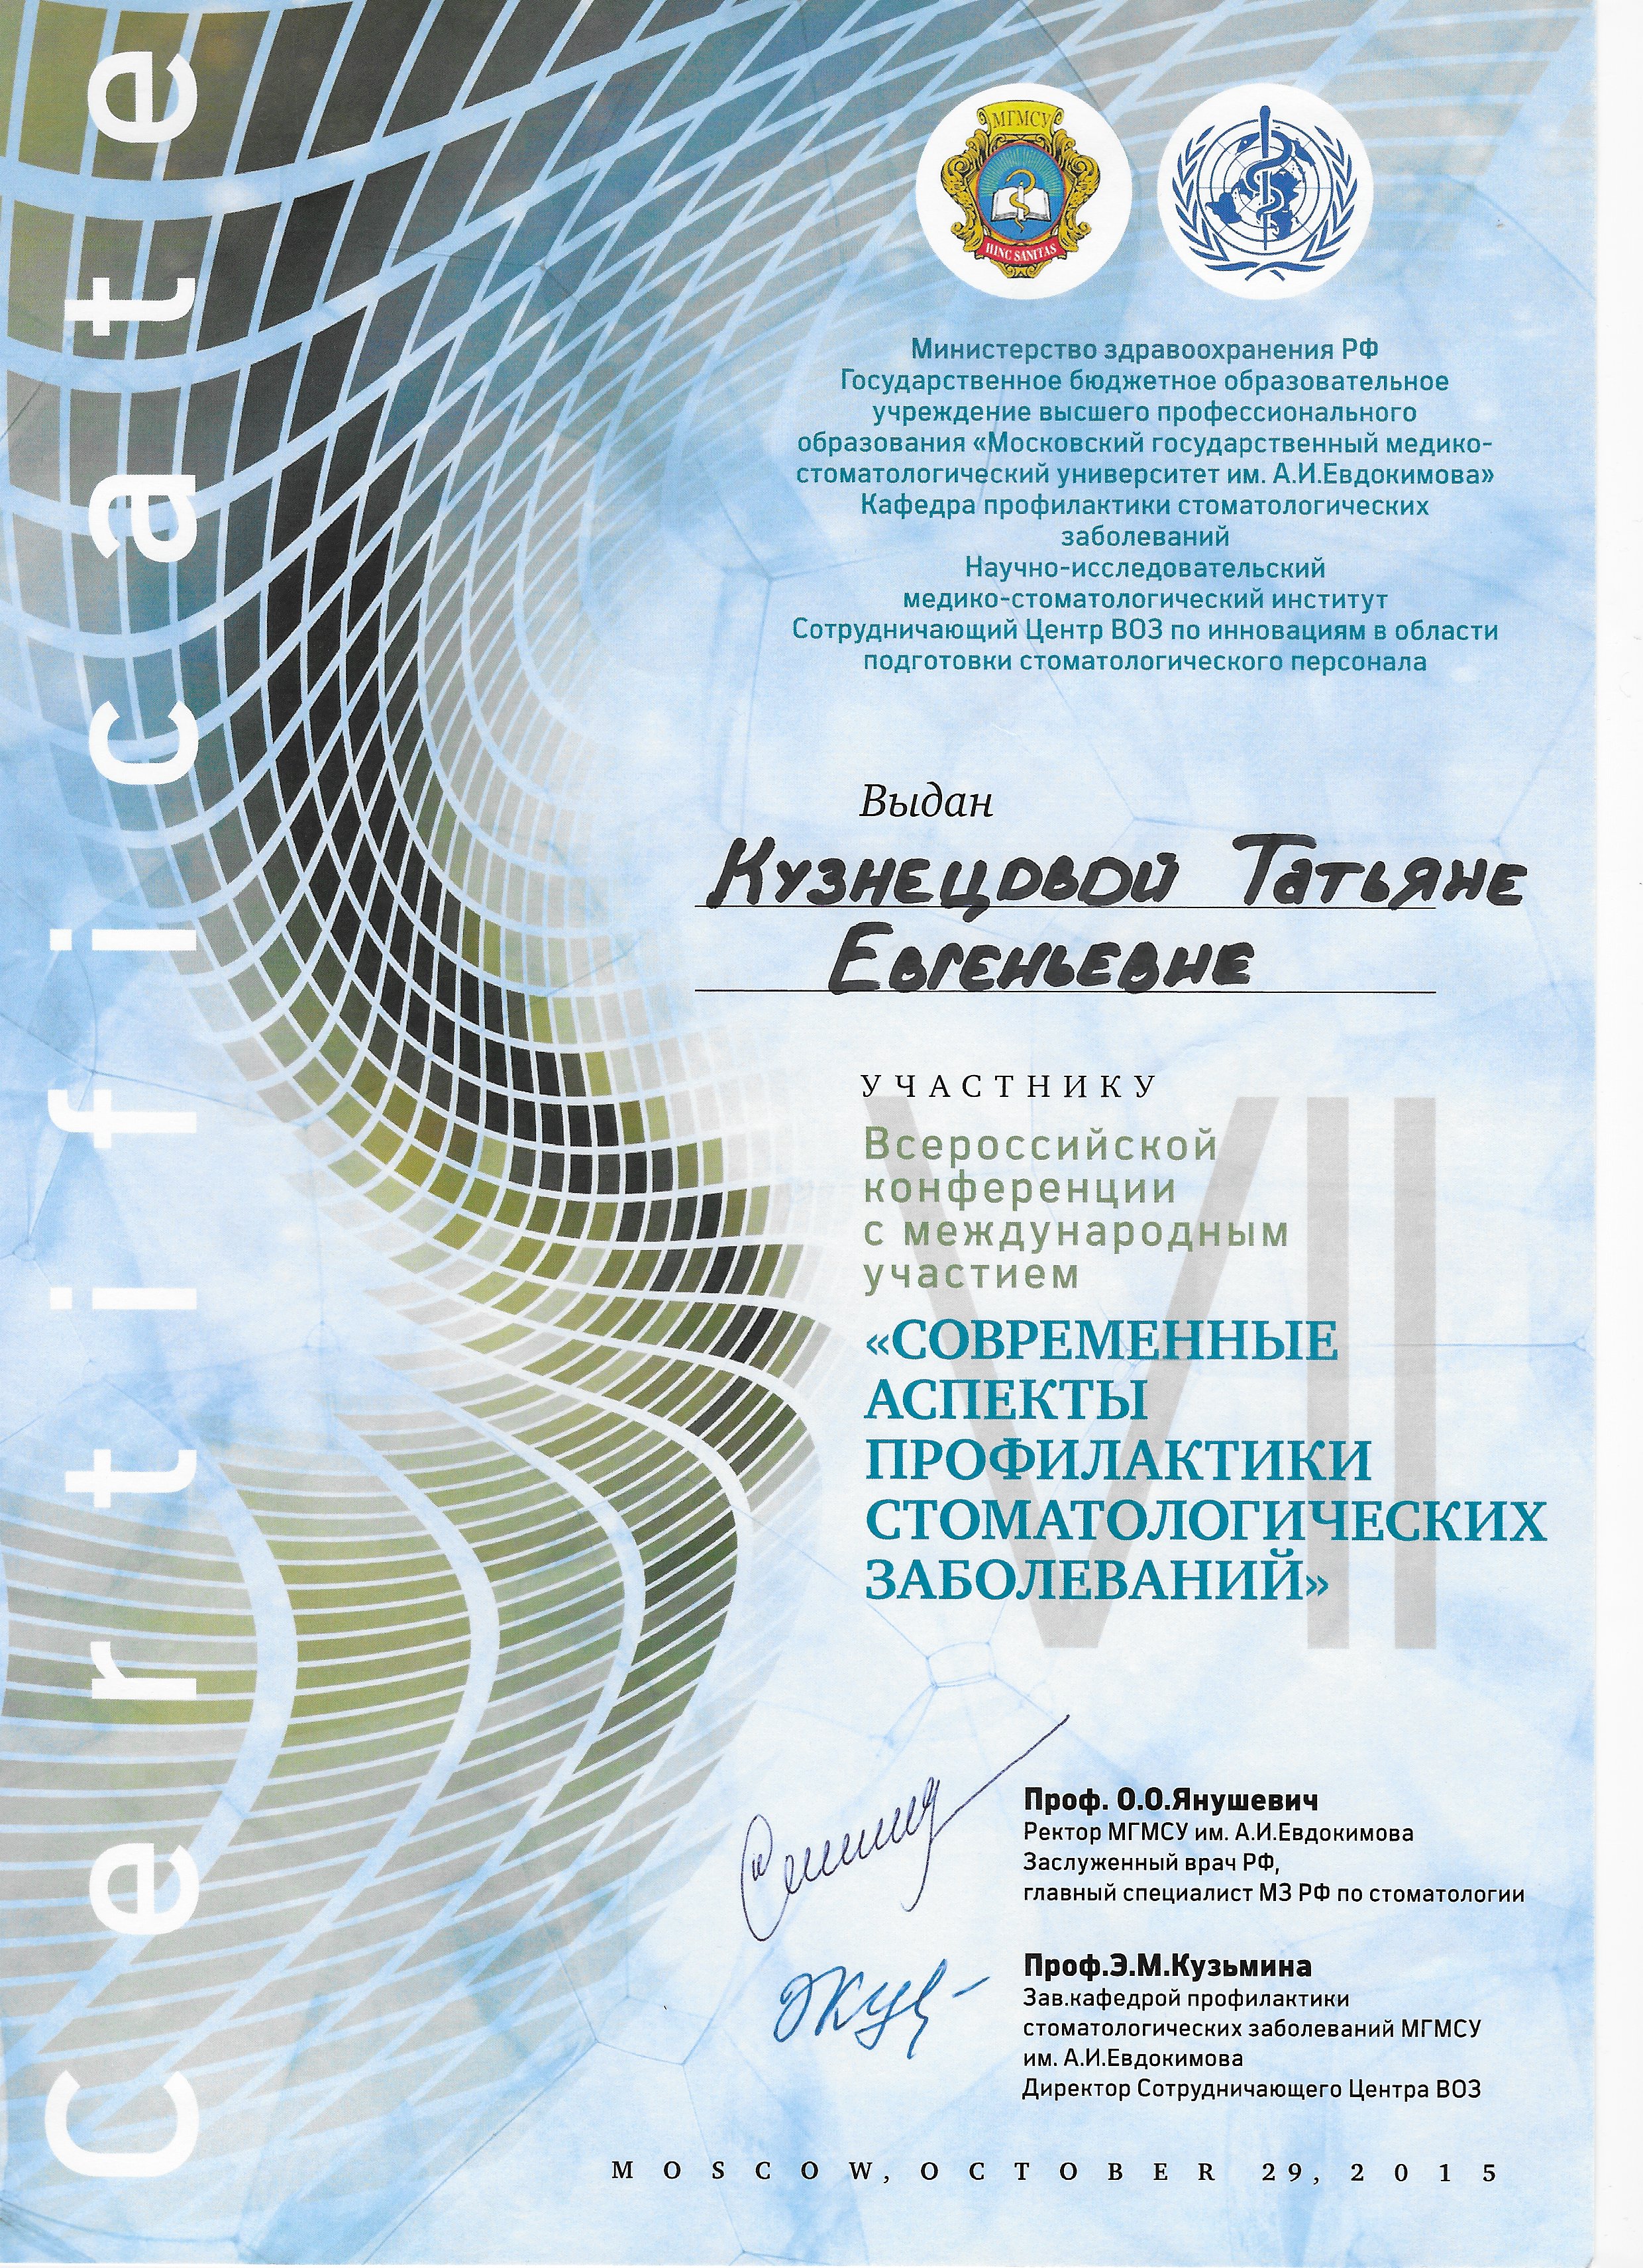 Certificate
МГМСУ
HINC SANITAS
Министерство здравоохранения РФ
Государственное бюджетное образовательное
учреждение высшего профессионального
образования «Московский государственный медико-
стоматологический университет им. А.И.Евдокимова»
Кафедра профилактики стоматологических
заболеваний
Научно-исследовательский
медико-стоматологический институт
Сотрудничающий Центр ВОЗ по инновациям в области
подготовки стоматологического персонала
Выдан
Кузнецовой Татьяне
Евгеньевне
УЧАСТНИКУ
VII
Всероссийской
конференции
с международным
участием
«СОВРЕМЕННЫЕ
АСПЕКТЫ
ПРОФИЛАКТИКИ
СТОМАТОЛОГИЧЕСКИХ
ЗАБОЛЕВАНИЙ»
Проф. О.О.Янушевич
Ректор МГМСУ им. А.И.Евдокимова
Заслуженный врач РФ,
главный специалист МЗ РФ по стоматологии
Проф.Э.М.Кузьмина
Зав.кафедрой профилактики
стоматологических заболеваний МГМСУ
им. А.И.Евдокимова
Директор Сотрудничающего Центра ВОЗ
MOSCOW, OCTOBER 29, 2015